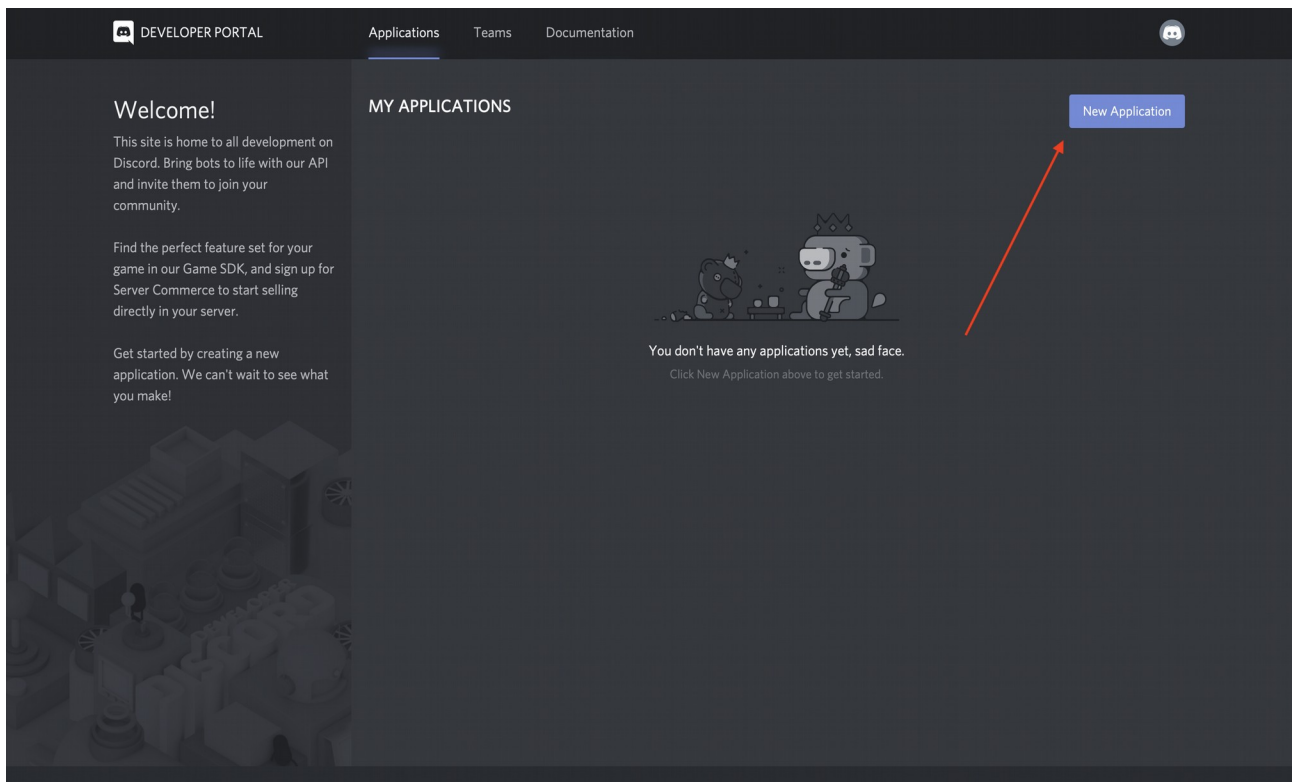 DEVELOPER PORTAL
Applications
Teams
Documentation
Welcome!
This site is home to all development on
Discord. Bring bots to life with our API
and invite them to join your
community.
Find the perfect feature set for your
game in our Game SDK, and sign up for
Server Commerce to start selling
directly in your server.
Get started by creating a new
application. We can't wait to see what
you make!
MY APPLICATIONS
New Application
You don't have any applications yet, sad face.
Click New Application above to get started.
DEVELOPER